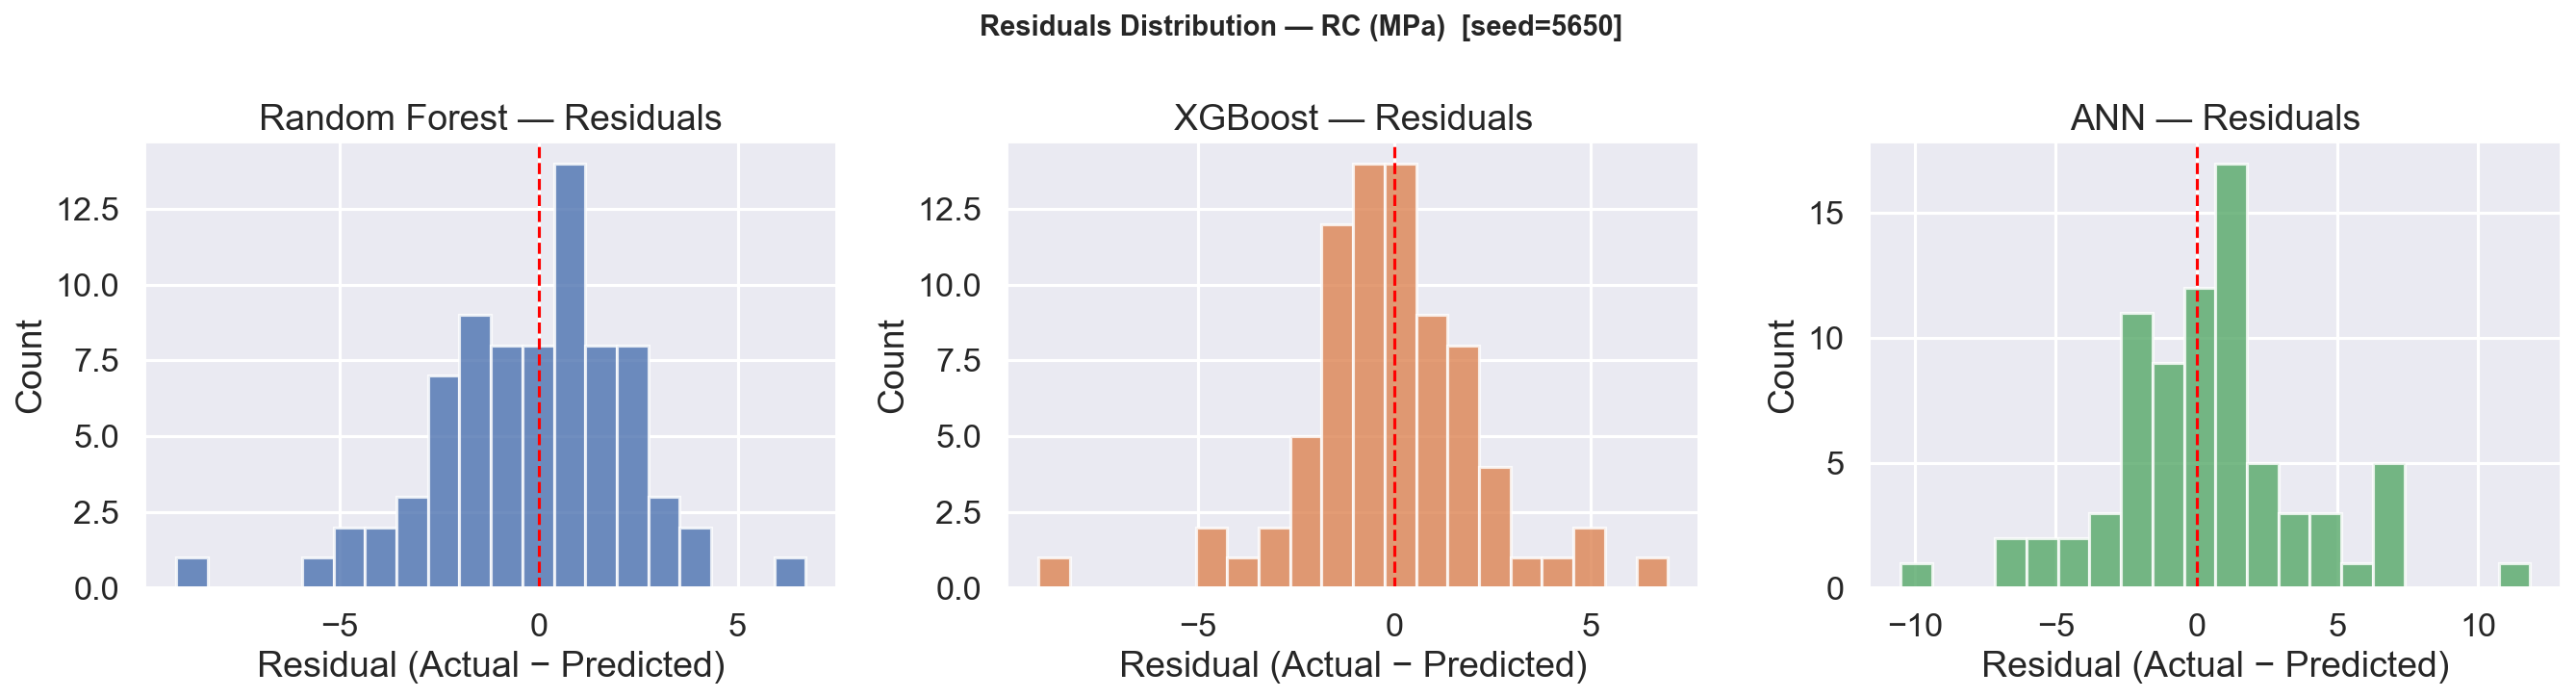 Residuals Distribution — RC (MPa)  [seed=5650]
Random Forest — Residuals
12.5
10.0
7.5
5.0
2.5
0.0
Count
−5 0 5
Residual (Actual − Predicted)
XGBoost — Residuals
12.5
10.0
7.5
5.0
2.5
0.0
Count
−5 0 5
Residual (Actual − Predicted)
ANN — Residuals
15
10
5
0
Count
−10 −5 0 5 10
Residual (Actual − Predicted)